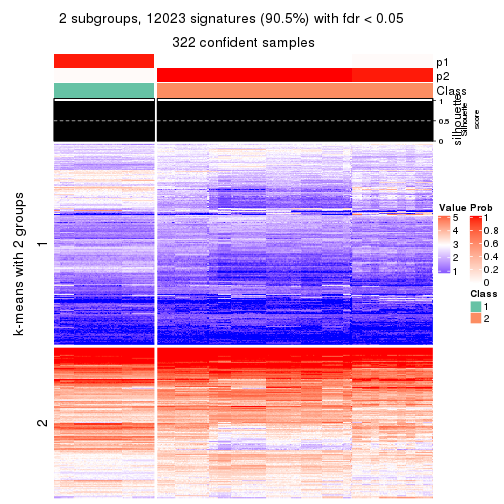 2 subgroups, 12023 signatures (90.5%) with fdr < 0.05
322 confident samples
p1
p2
Class
silhouette
Silhouette
score
1
0.5
0
k-means with 2 groups
1
2
Value
5
4
3
2
1
Prob
1
0.8
0.6
0.4
0.2
0
Class
1
2